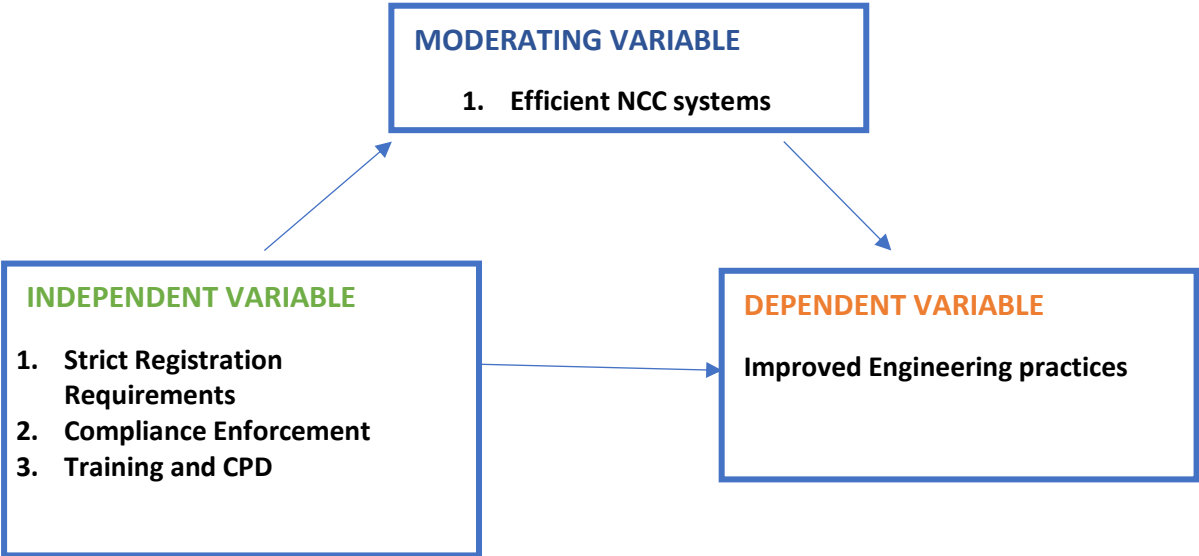 MODERATING VARIABLE
1. Efficient NCC systems
INDEPENDENT VARIABLE
1. Strict Registration
Requirements
2. Compliance Enforcement
3. Training and CPD
DEPENDENT VARIABLE
Improved Engineering practices